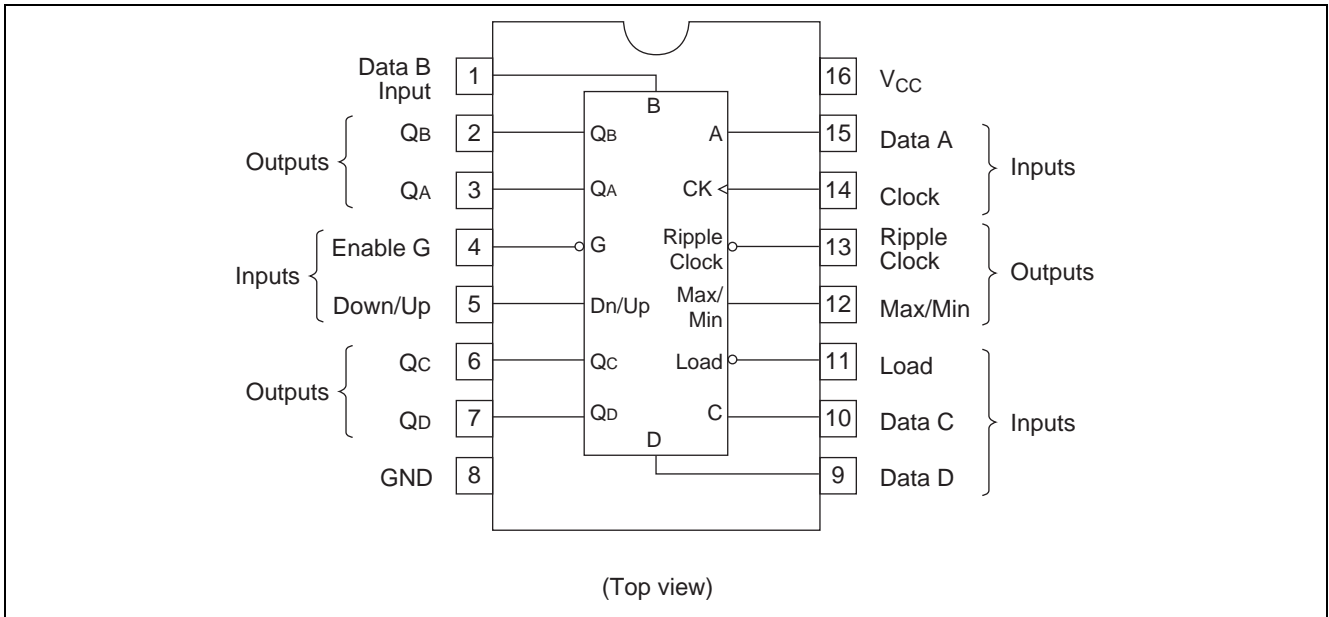 Data B
Input
1
B
16
VCC
Outputs
QB
2
QB
A
15
Data A
Inputs
QA
3
QA
CK
14
Clock
Inputs
Enable G
4
G
Ripple
Clock
13
Ripple
Clock
Outputs
Down/Up
5
Dn/Up
Max/
Min
12
Max/Min
Outputs
QC
6
QC
Load
11
Load
Inputs
QD
7
QD
C
10
Data C
GND
8
D
9
Data D
(Top view)